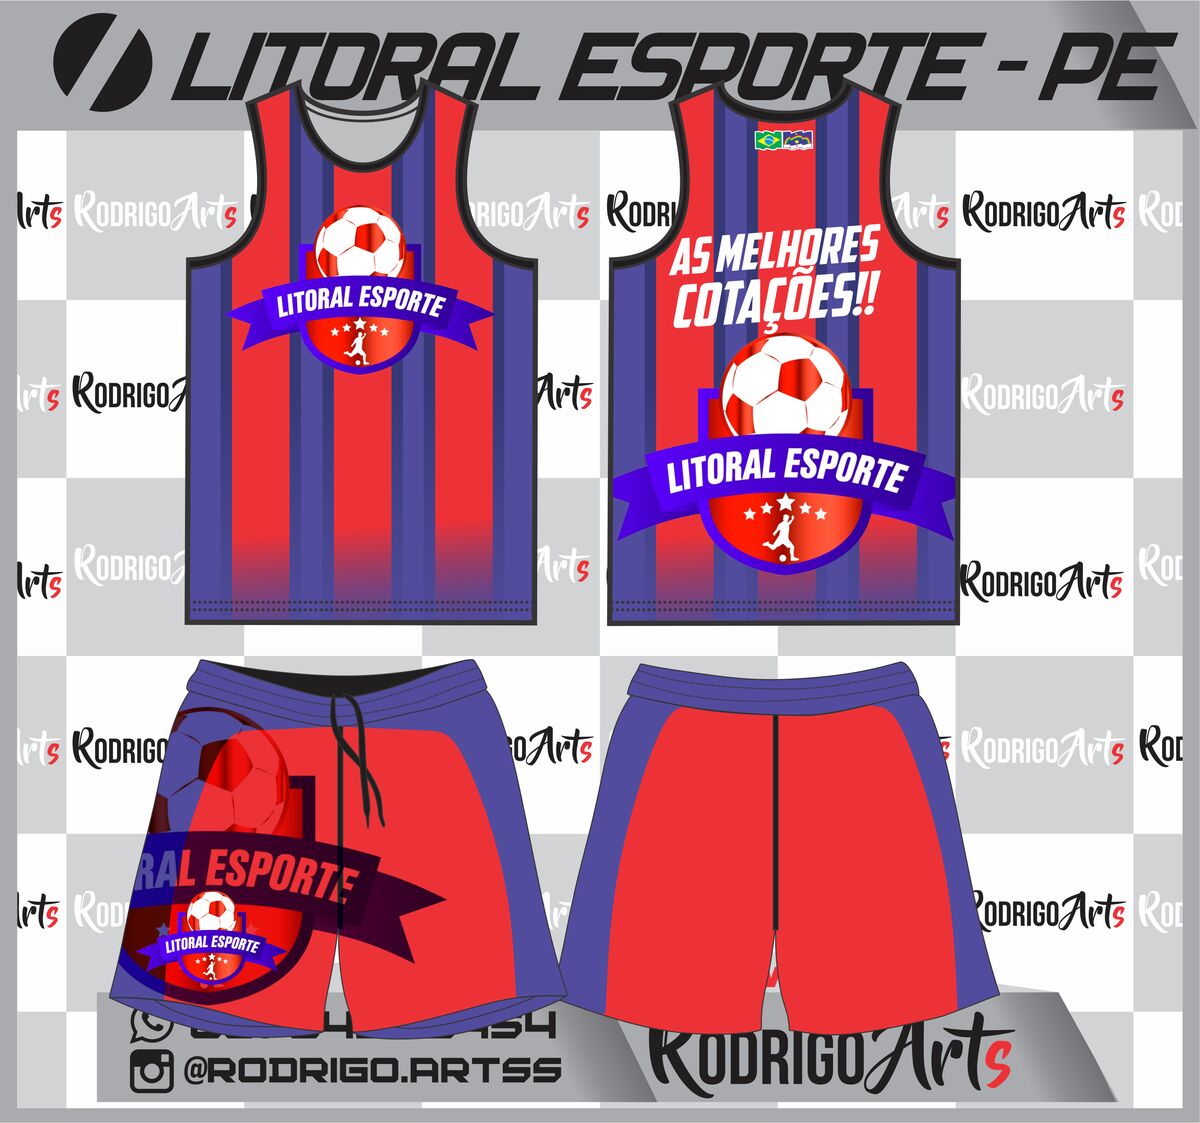 LITORAL ESPORTE - PE
RODRIGOArts
LITORAL ESPORTE
AS MELHORES
COTAÇÕES!!
LITORAL ESPORTE
RAL ESPORTE
LITORAL ESPORTE
@RODRIGO.ARTSS
RODRIGOArts